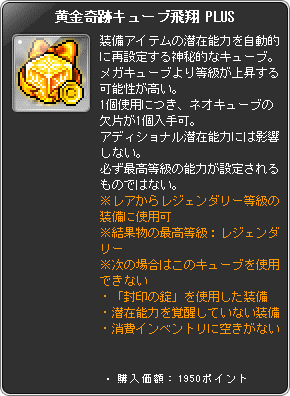 黄金奇跡キューブ飛翔 PLUS
装備アイテムの潜在能力を自動的
に再設定する神秘的なキューブ。
メガキューブより等級が上昇する
可能性が高い。
1個使用につき、ネオキューブの
欠片が1個入手可。
アディショナル潜在能力には影響
しない。
必ず最高等級の能力が設定される
ものではない。
※レアからレジェンダリー等級の
装備に使用可
※結果物の最高等級：レジェンダ
リー
※次の場合はこのキューブを使用
できない
・「封印の錠」を使用した装備
・潜在能力を覚醒していない装備
・消費インベントリに空きがない
・購入価額：1950ポイント